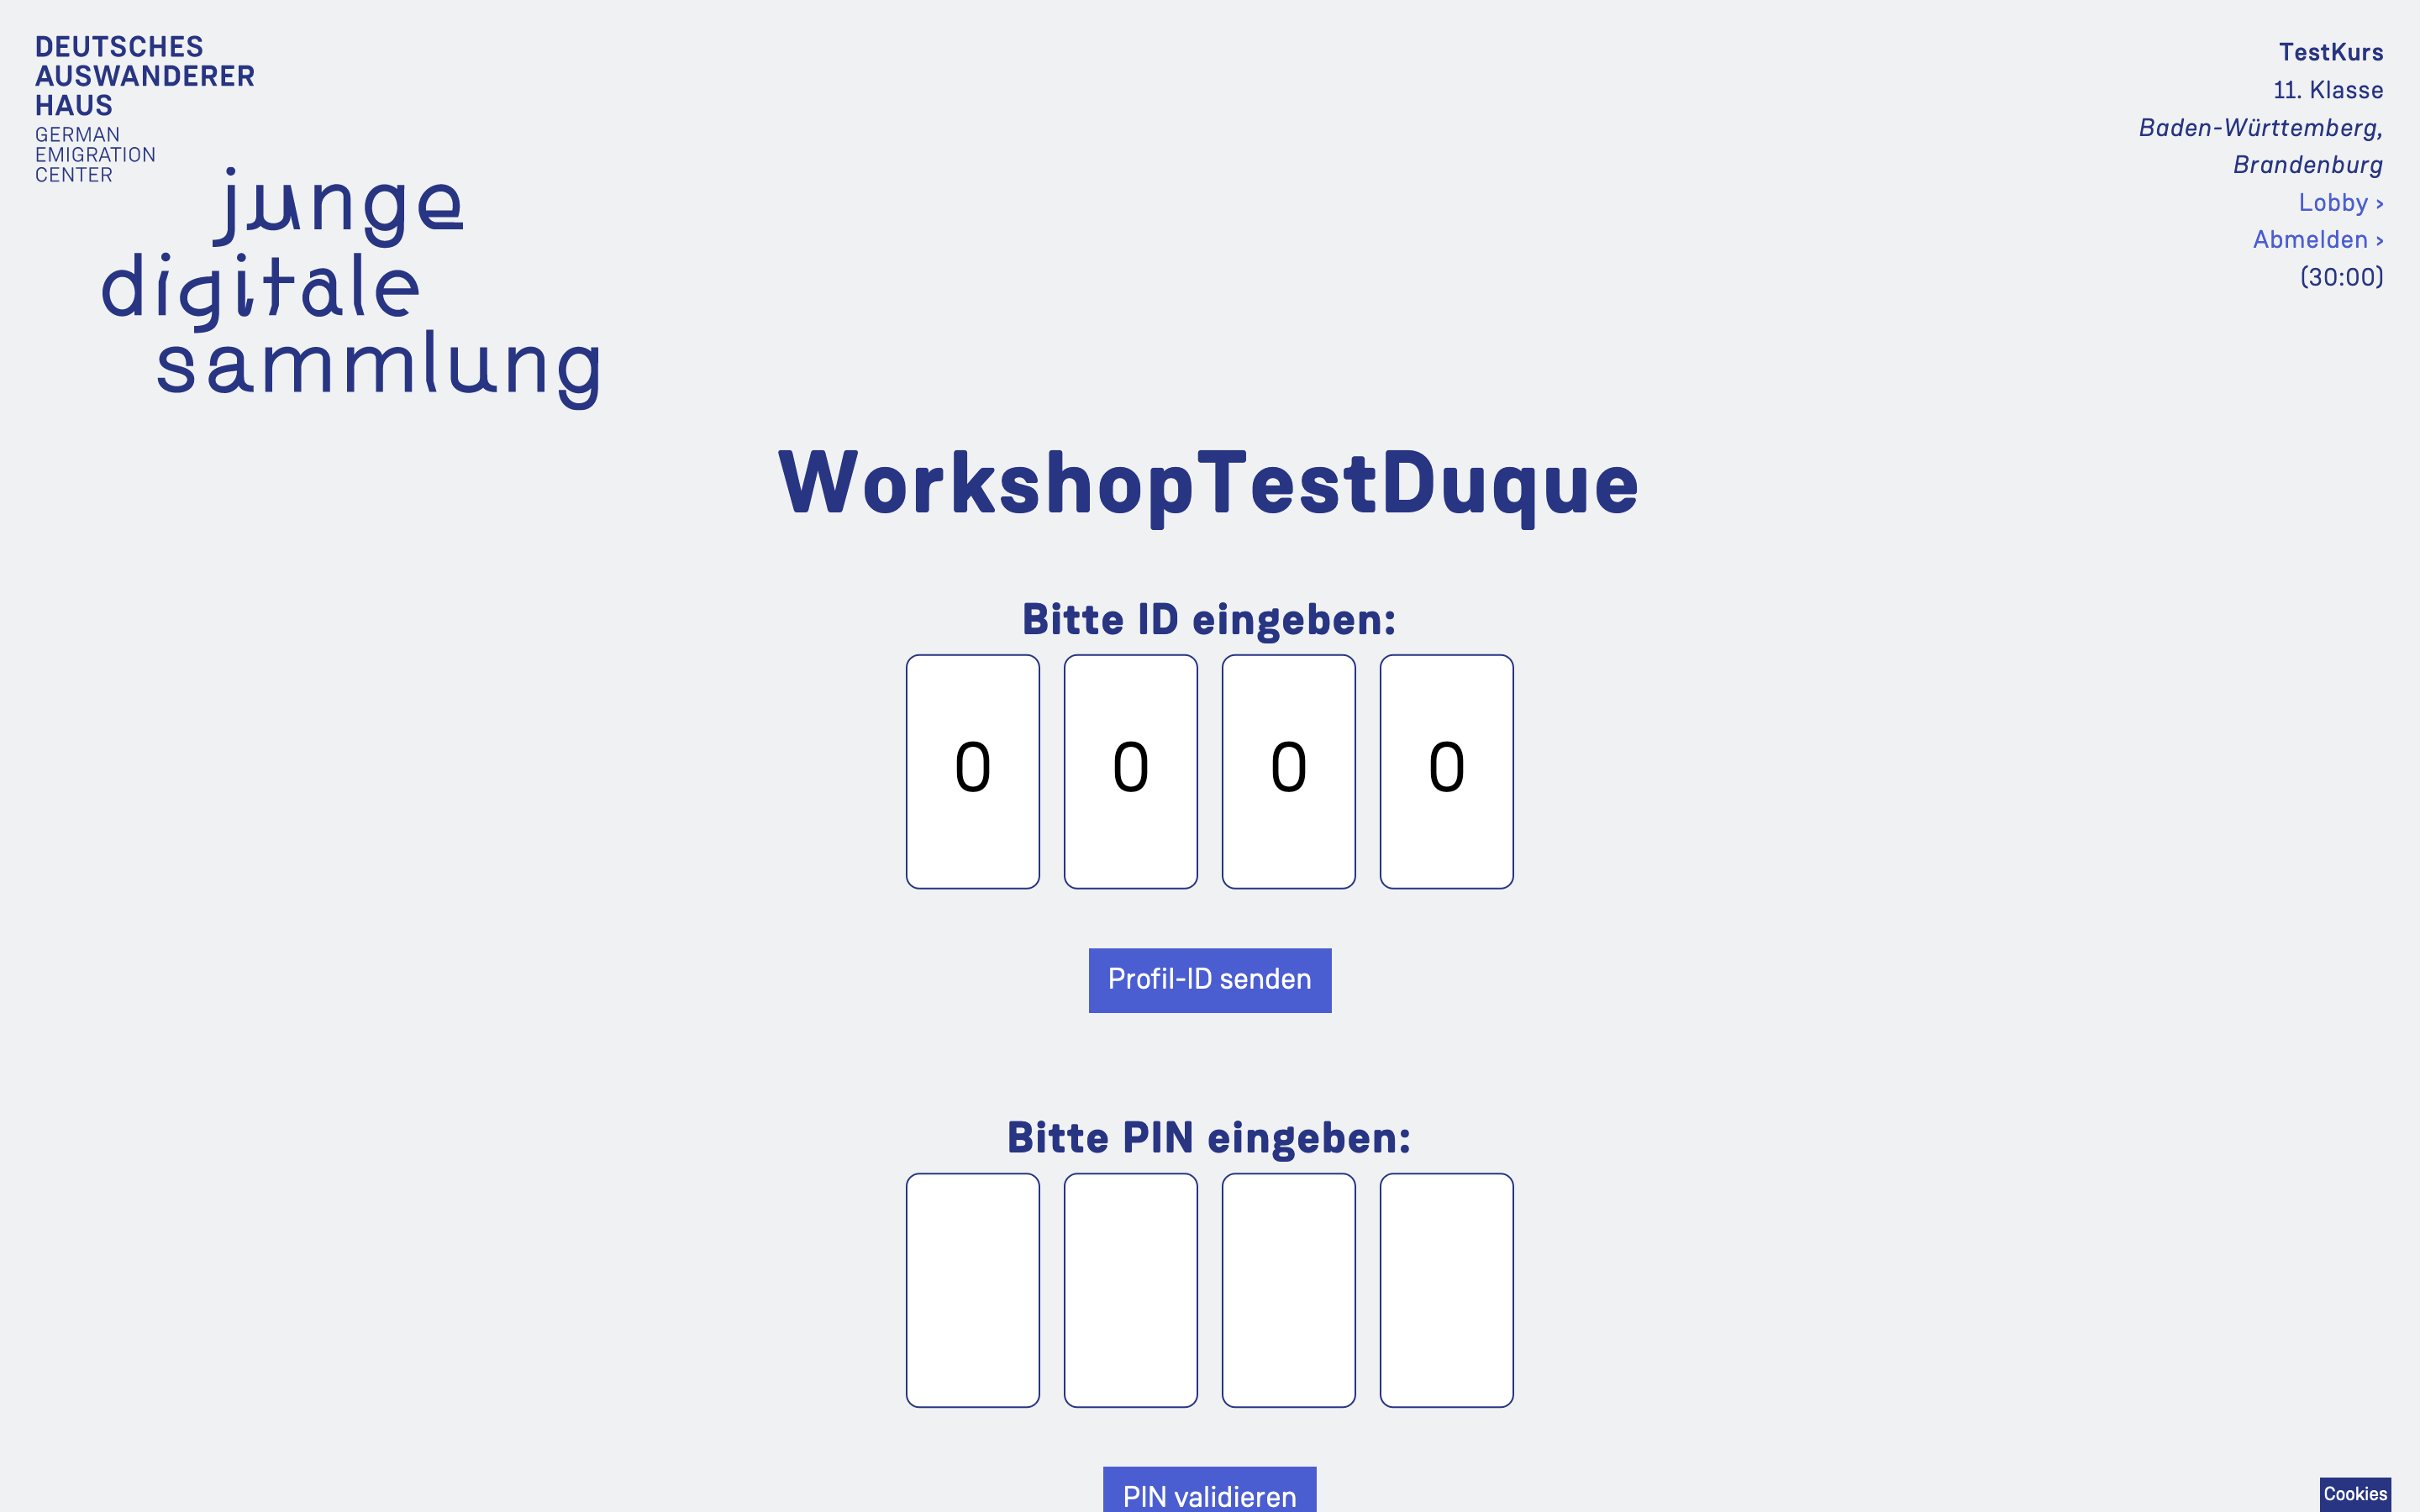 DEUTSCHES
AUSWANDERER
HAUS
GERMAN
EMIGRATION
CENTER
junge
digitale
sammlung
TestKurs
11. Klasse
Baden-Württemberg,
Brandenburg
Lobby ›
Abmelden ›
(30:00)
WorkshopTestDuque
Bitte ID eingeben:
0 0 0 0
Profil-ID senden
Bitte PIN eingeben:
PIN validieren
Cookies